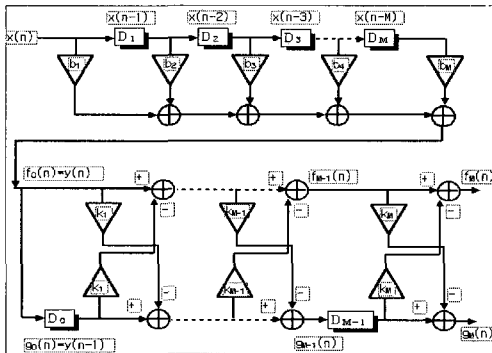 x(n-1) x(n-2) x(n-3) x(n-M)
x(n) D1 D2 D3 DM
b1 b2 b3 b4 bM
f0(n)=y(n) + + fM-1(n) + fM(n)
k1 - kM-1 - kM -
k1 - kM-1 - kM -
D0 + + DM-1 +
g0(n)=y(n-1) gM-1(n) gM(n)